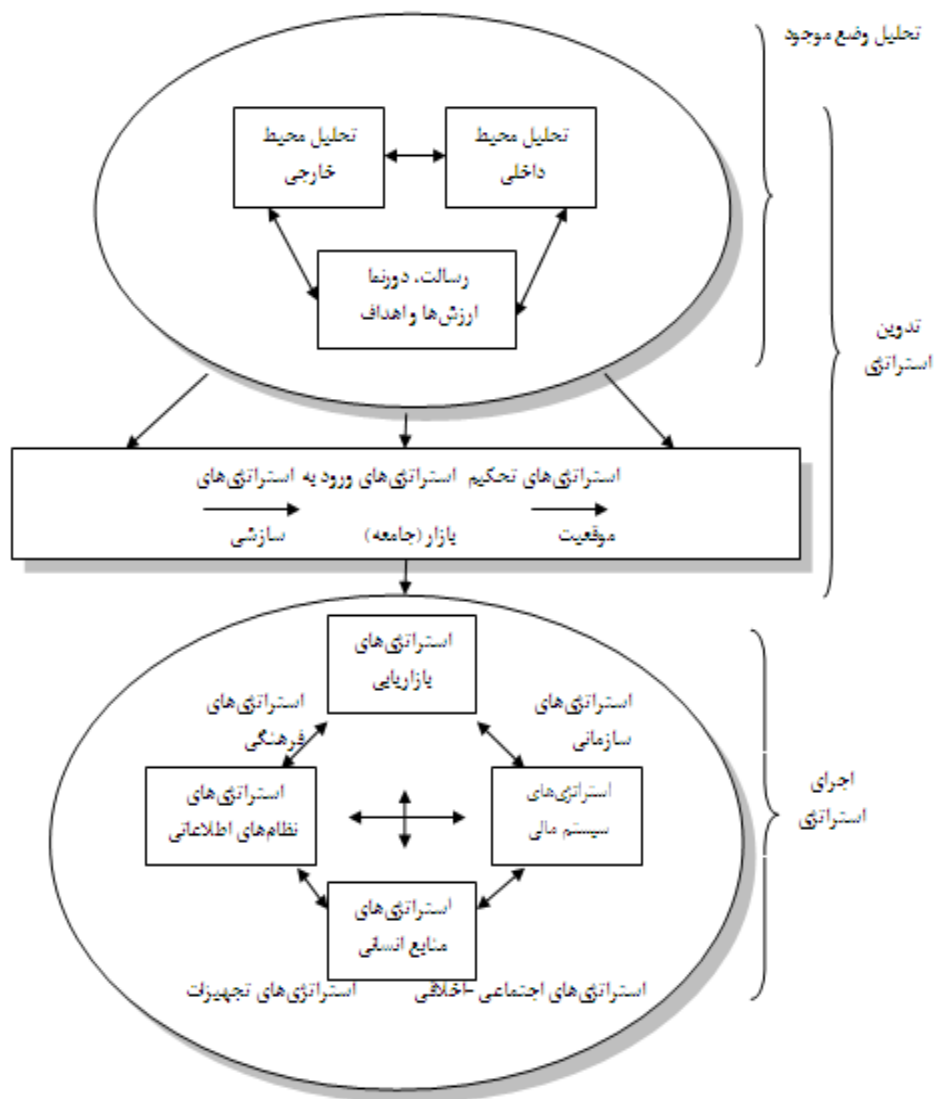 تحلیل وضع موجود
تحلیل محیط
داخلی
تحلیل محیط
خارجی
رسالت، دورنما
ارزش‌ها و اهداف
تدوین
استراتژی
استراتژی‌های تحکیم استراتژی‌های ورود به استراتژی‌های
موقعیت بازار (جامعه) سازشی
استراتژی‌های
بازاریابی
استراتژی‌های
سازمانی
استراتژی‌های
فرهنگی
استراتژی‌های
سیستم مالی
استراتژی‌های
نظام‌های اطلاعاتی
اجرای
استراتژی
استراتژی‌های
منابع انسانی
استراتژی‌های اجتماعی -اخلاقی
استراتژی‌های تجهیزات